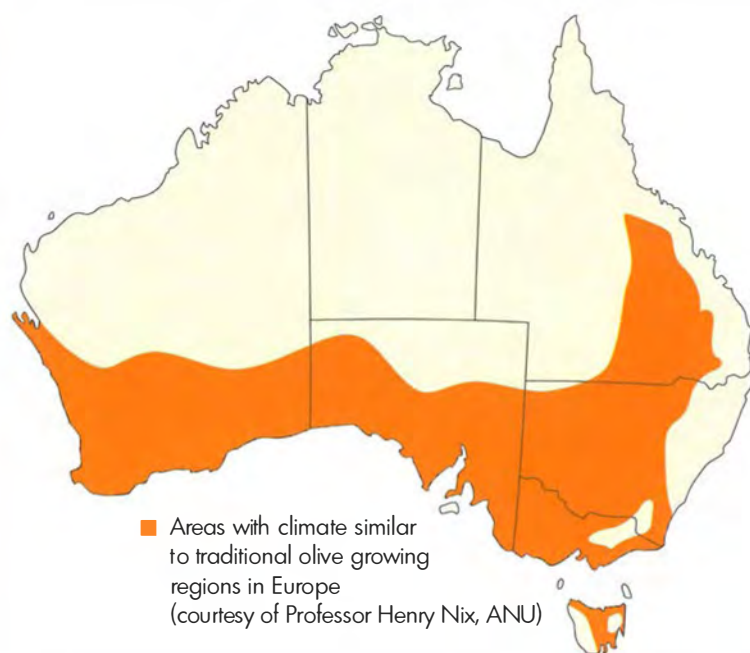 Areas with climate similar
to traditional olive growing
regions in Europe
(courtesy of Professor Henry Nix, ANU)